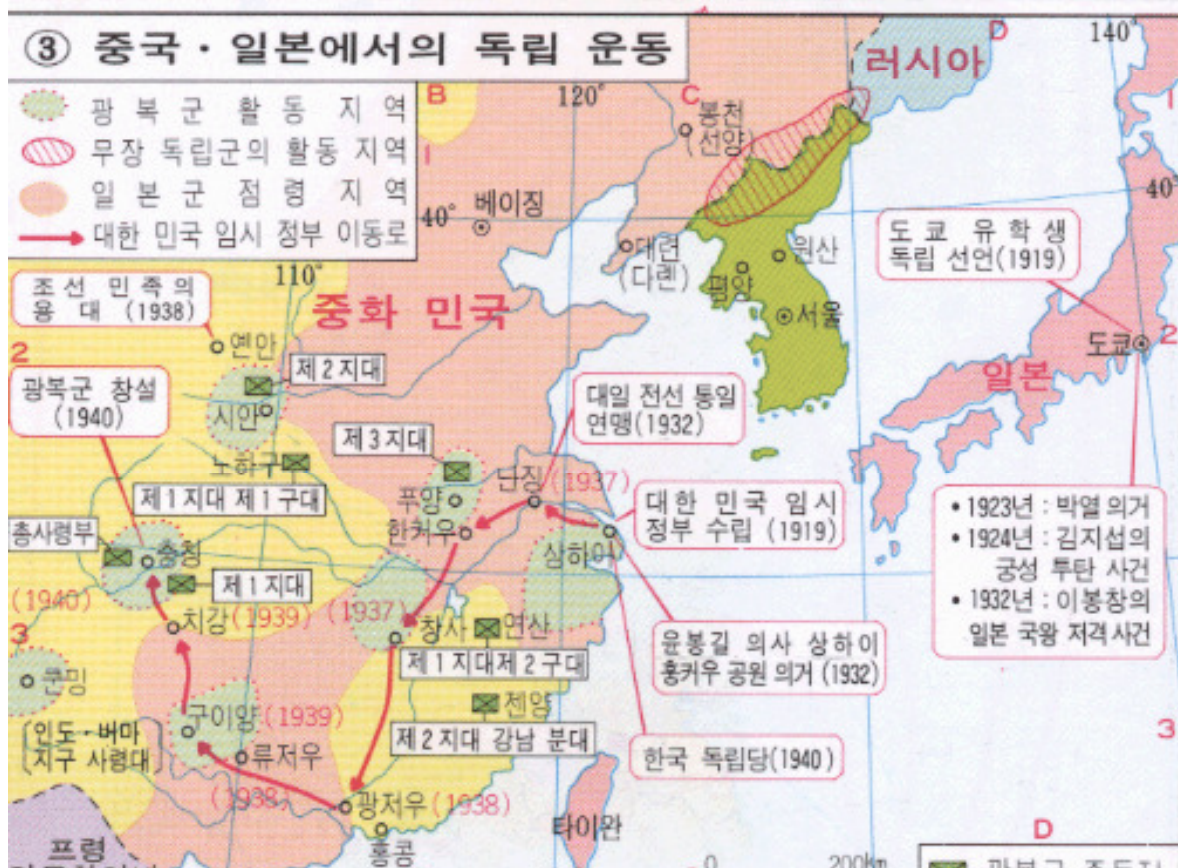 ③ 중국·일본에서의 독립 운동
광복군 활동 지역
무장 독립군의 활동 지역
일본군 점령 지역
대한 민국 임시 정부 이동로
B
120°
C
D
140°
러시아
1
1
봉천
(선양)
40°
베이징
40°
대련
(다롄)
원산
평양
서울
도쿄 유학생
독립 선언(1919)
110°
조선 민족의
용대 (1938)
중화 민국
옌안
2
2
도쿄
일본
제2지대
광복군 창설
(1940)
시안
대일 전선 통일
연맹(1932)
제3지대
노하구
제1지대 제1구대
푸양
난징
(1937)
한커우
대한 민국 임시
정부 수립 (1919)
• 1923년 : 박열 의거
• 1924년 : 김지섭의
궁성 투탄 사건
• 1932년 : 이봉창의
일본 국왕 저격 사건
총사령부
충칭
상하이
제1지대
(1940)
치강
(1939)
(1937)
창사
연산
3
제1지대제2구대
윤봉길 의사 상하이
훙커우 공원 의거 (1932)
쿤밍
구이양
(1939)
젠양
3
(인도·버마
지구 사령대)
류저우
제2지대 강남 분대
한국 독립당(1940)
(1938)
광저우
(1938)
타이완
홍콩
프령
D
0
200km